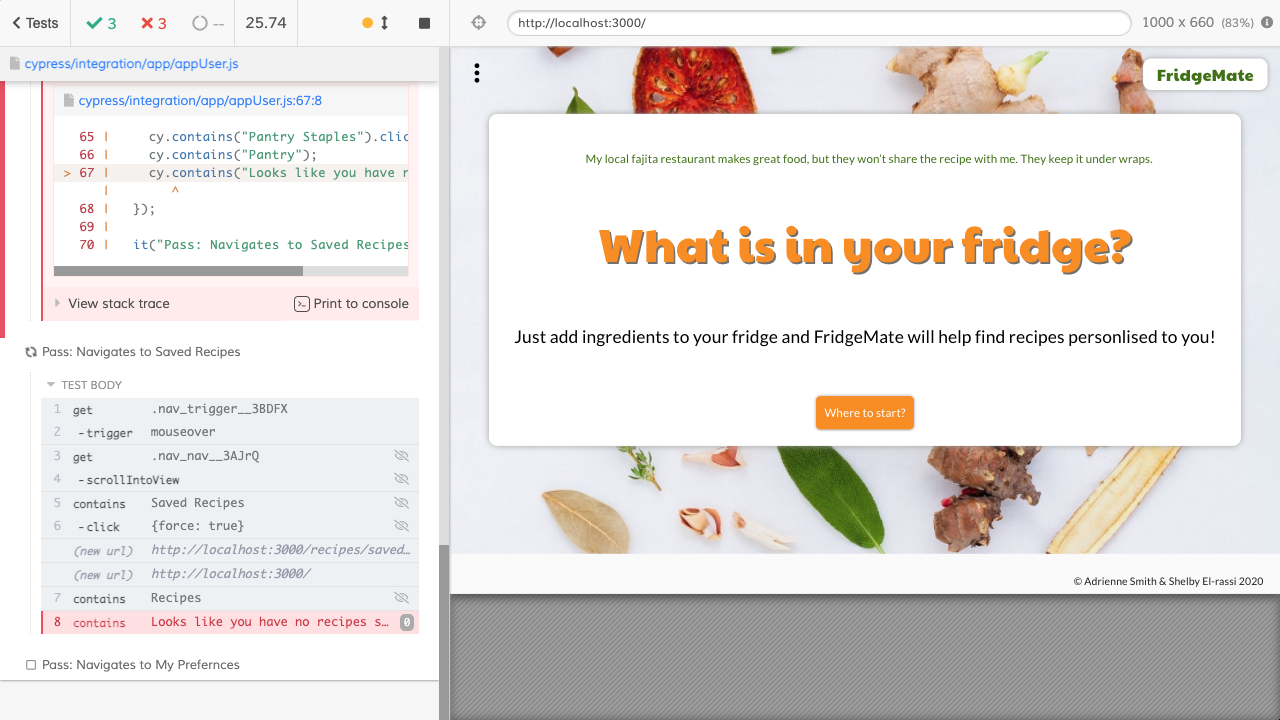 Tests
3
3
--
25.74
http://localhost:3000/
1000 x 660 (83%)
cypress/integration/app/appUser.js
cypress/integration/app/appUser.js:67:8
65 | cy.contains("Pantry Staples").clic
66 | cy.contains("Pantry");
> 67 | cy.contains("Looks like you have r
| ^
68 | });
69 |
70 | it("Pass: Navigates to Saved Recipes
View stack trace
Print to console
Pass: Navigates to Saved Recipes
TEST BODY
1 get .nav_trigger__3BDFX
2 -trigger mouseover
3 get .nav_nav__3AJrQ
4 -scrollIntoView
5 contains Saved Recipes
6 -click {force: true}
(new url) http://localhost:3000/recipes/saved…
(new url) http://localhost:3000/
7 contains Recipes
8 contains Looks like you have no recipes s… 0
Pass: Navigates to My Prefernces
FridgeMate
My local fajita restaurant makes great food, but they won’t share the recipe with me. They keep it under wraps.
What is in your fridge?
Just add ingredients to your fridge and FridgeMate will help find recipes personlised to you!
Where to start?
© Adrienne Smith & Shelby El-rassi 2020